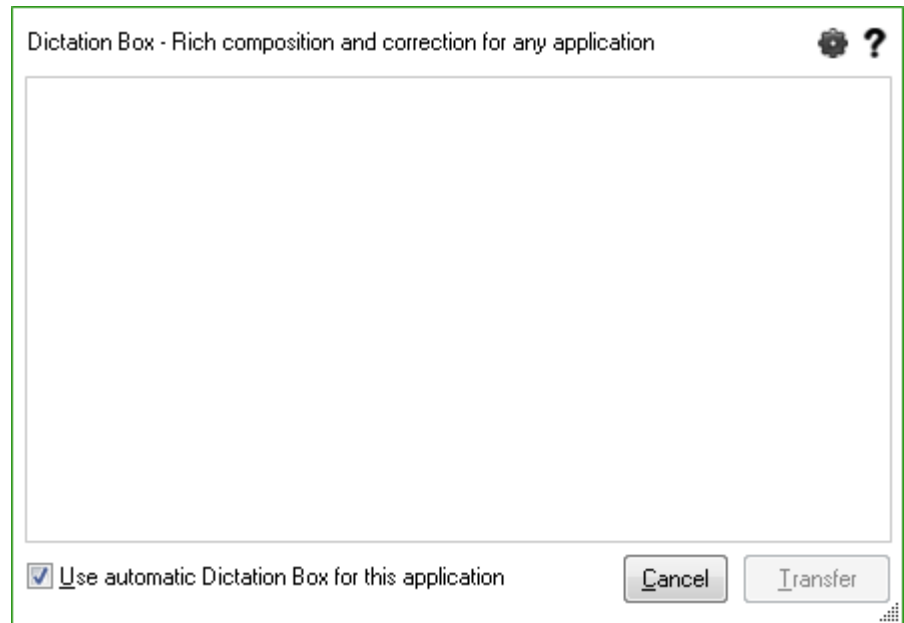 Dictation Box - Rich composition and correction for any application ?
Use automatic Dictation Box for this application Cancel Transfer